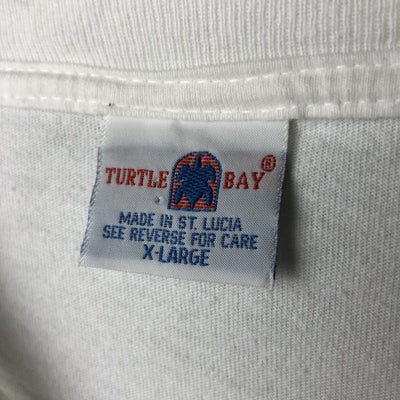 TURTLE BAY®
MADE IN ST. LUCIA
SEE REVERSE FOR CARE
X-LARGE